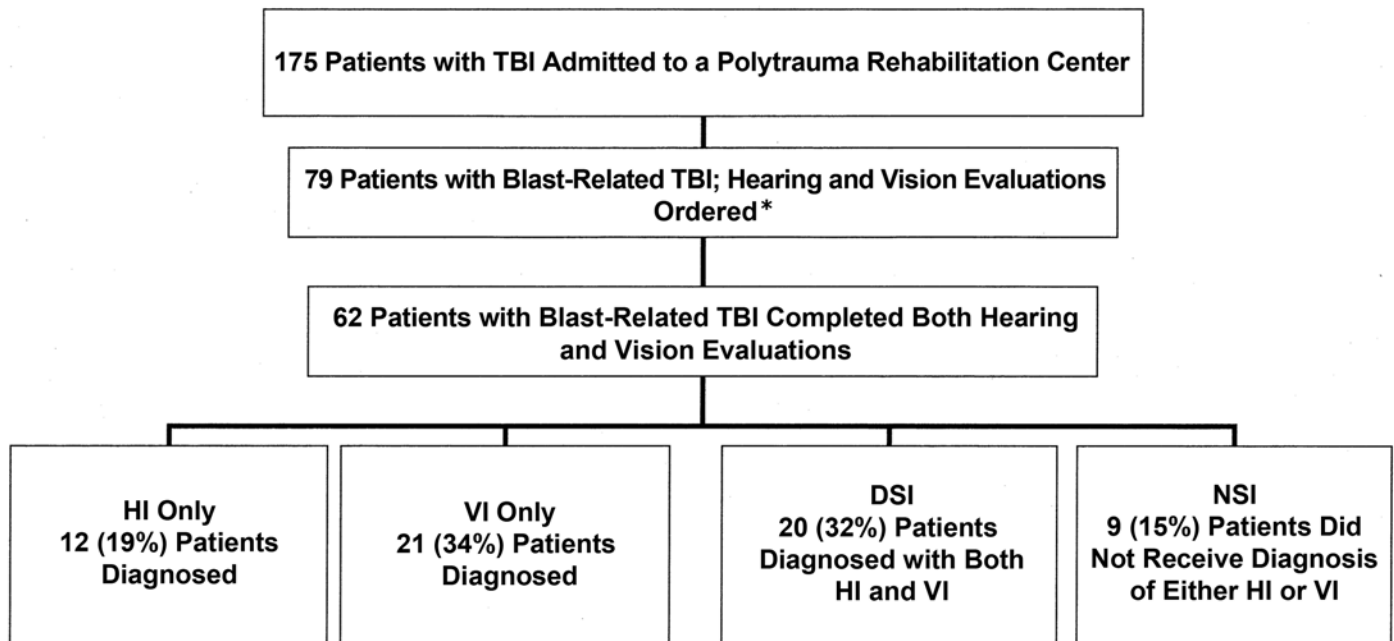 175 Patients with TBI Admitted to a Polytrauma Rehabilitation Center
79 Patients with Blast-Related TBI; Hearing and Vision Evaluations
Ordered*
62 Patients with Blast-Related TBI Completed Both Hearing
and Vision Evaluations
HI Only
12 (19%) Patients
Diagnosed
VI Only
21 (34%) Patients
Diagnosed
DSI
20 (32%) Patients
Diagnosed with Both
HI and VI
NSI
9 (15%) Patients Did
Not Receive Diagnosis
of Either HI or VI